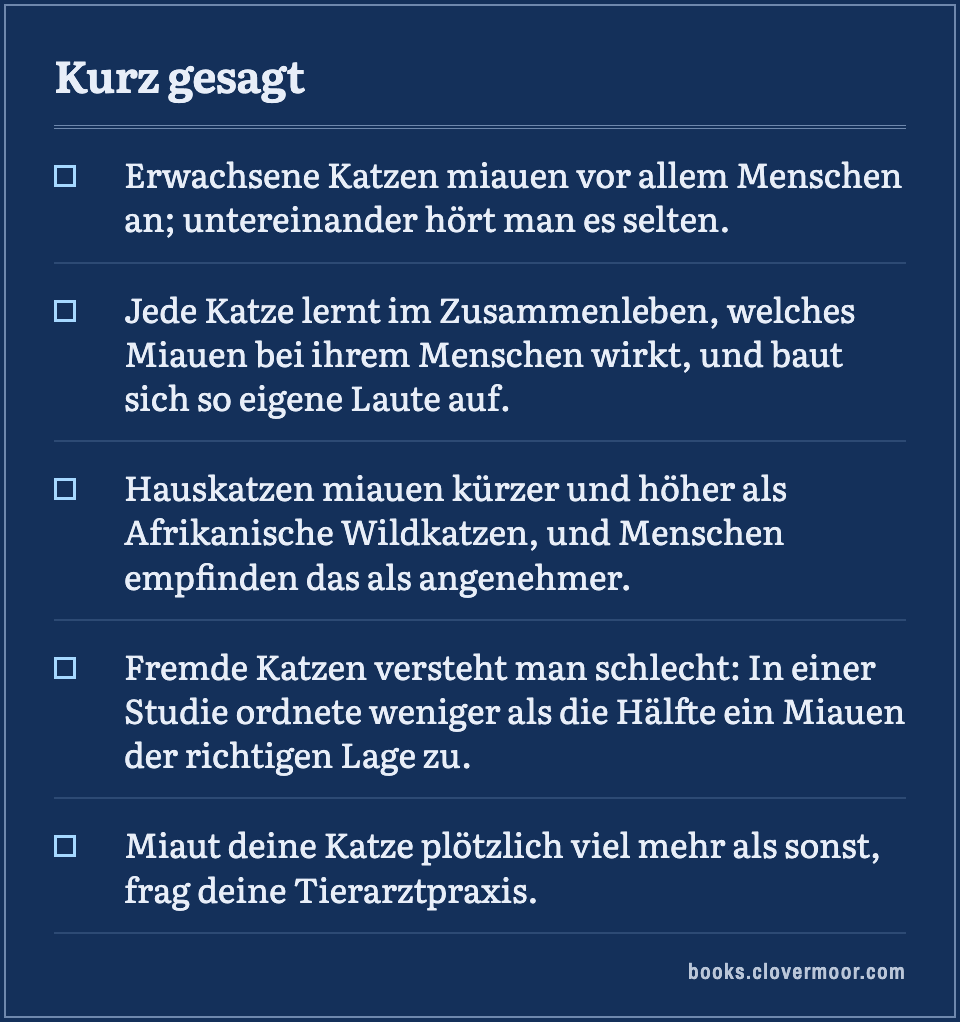 Kurz gesagt
Erwachsene Katzen miauen vor allem Menschen
an; untereinander hört man es selten.
Jede Katze lernt im Zusammenleben, welches
Miauen bei ihrem Menschen wirkt, und baut
sich so eigene Laute auf.
Hauskatzen miauen kürzer und höher als
Afrikanische Wildkatzen, und Menschen
empfinden das als angenehmer.
Fremde Katzen versteht man schlecht: In einer
Studie ordnete weniger als die Hälfte ein Miauen
der richtigen Lage zu.
Miaut deine Katze plötzlich viel mehr als sonst,
frag deine Tierarztpraxis.
books.clovermoor.com